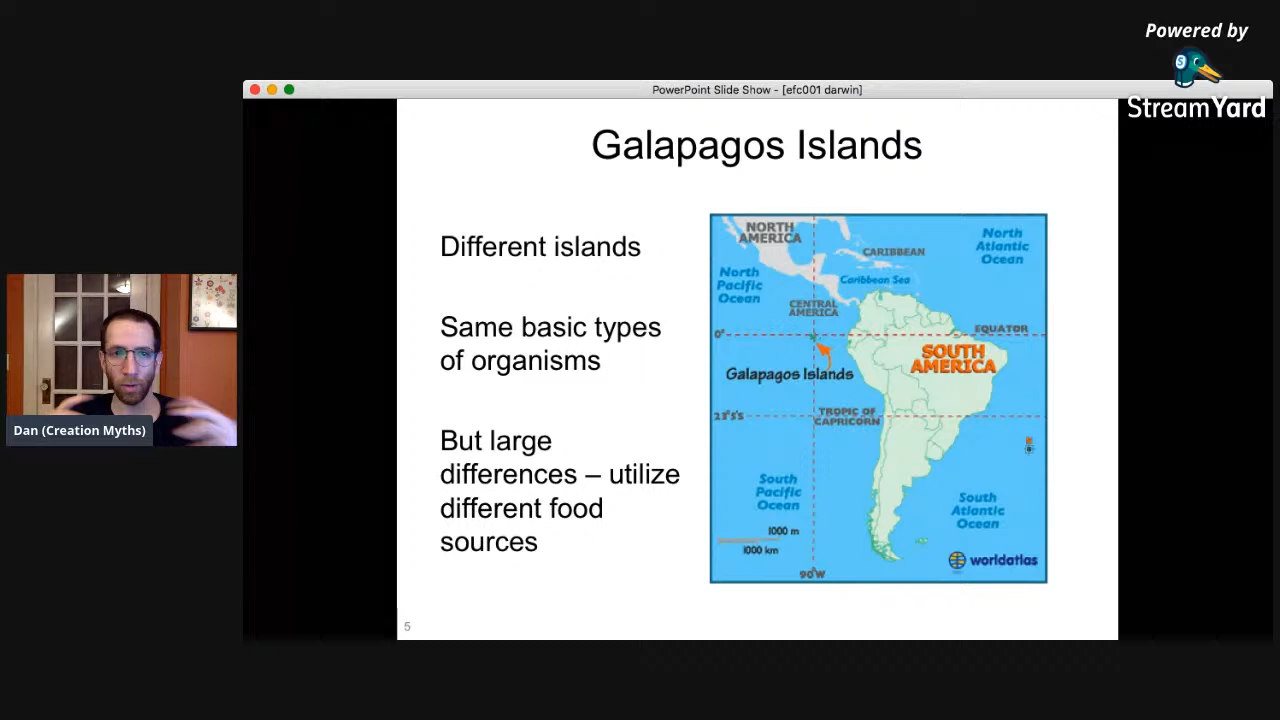 Powered by
StreamYard
PowerPoint Slide Show - [efc001 darwin]
Galapagos Islands
Different islands
Same basic types
of organisms
But large
differences – utilize
different food
sources
NORTH
AMERICA
CARIBBEAN
North
Atlantic
Ocean
North
Pacific
Ocean
Caribbean Sea
CENTRAL
AMERICA
0°
EQUATOR
SOUTH
AMERICA
Galapagos Islands
23°5'S
TROPIC OF
CAPRICORN
South
Pacific
Ocean
South
Atlantic
Ocean
1000 m
1000 km
worldatlas
90°W
5
Dan (Creation Myths)